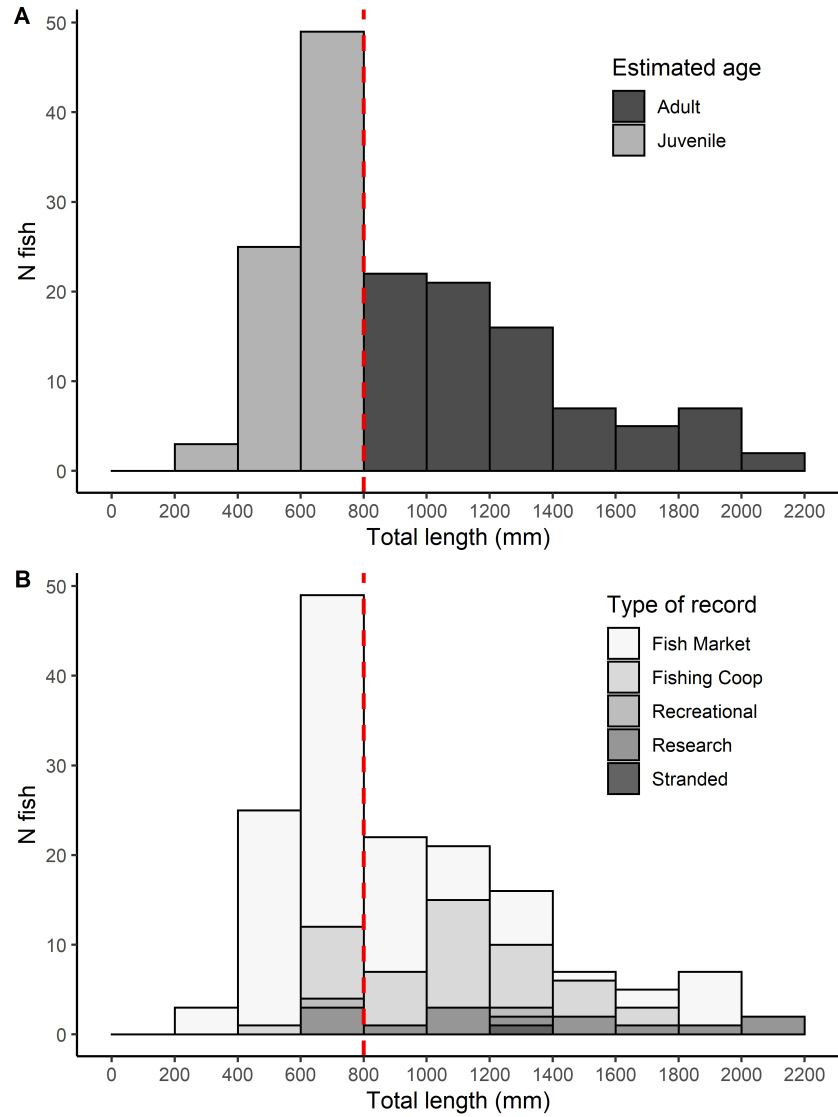 A
50
40
30
20
10
0
N fish
Estimated age
Adult
Juvenile
0 200 400 600 800 1000 1200 1400 1600 1800 2000 2200
Total length (mm)
B
50
40
30
20
10
0
N fish
Type of record
Fish Market
Fishing Coop
Recreational
Research
Stranded
0 200 400 600 800 1000 1200 1400 1600 1800 2000 2200
Total length (mm)